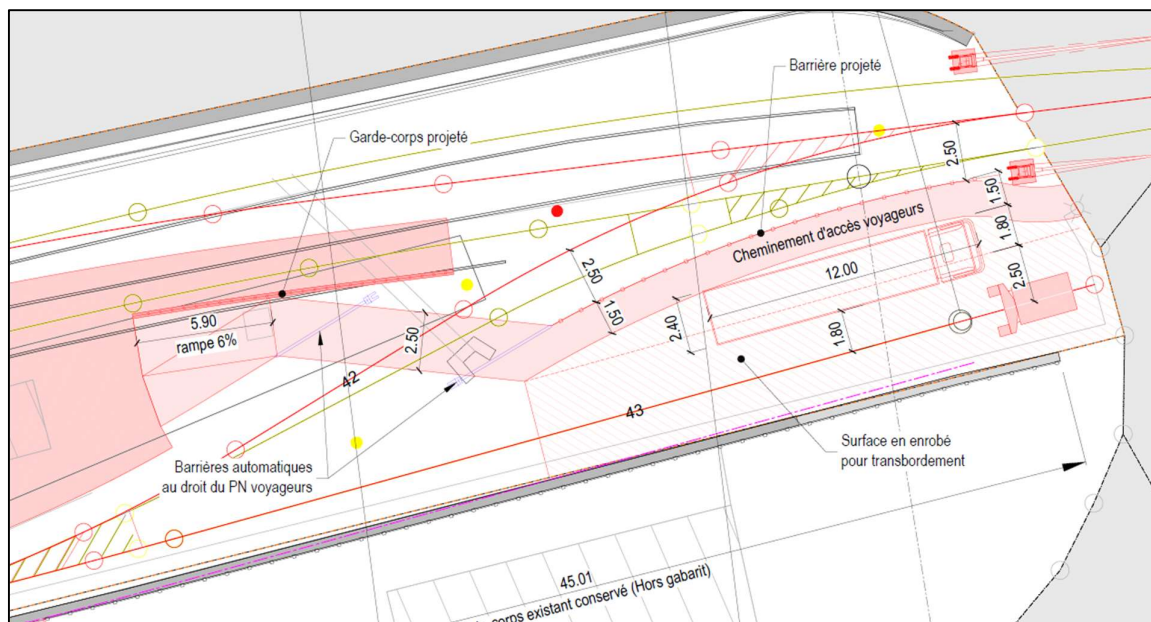 Barrière projeté
Garde-corps projeté
2.50
1.50
Cheminement d'accès voyageurs
1.80
2.50
12.00
2.50
1.50
5.90
rampe 6%
2.50
2.40
1.80
42
43
Barrières automatiques
au droit du PN voyageurs
Surface en enrobé
pour transbordement
45.01
corps existant conservé (Hors gabarit)